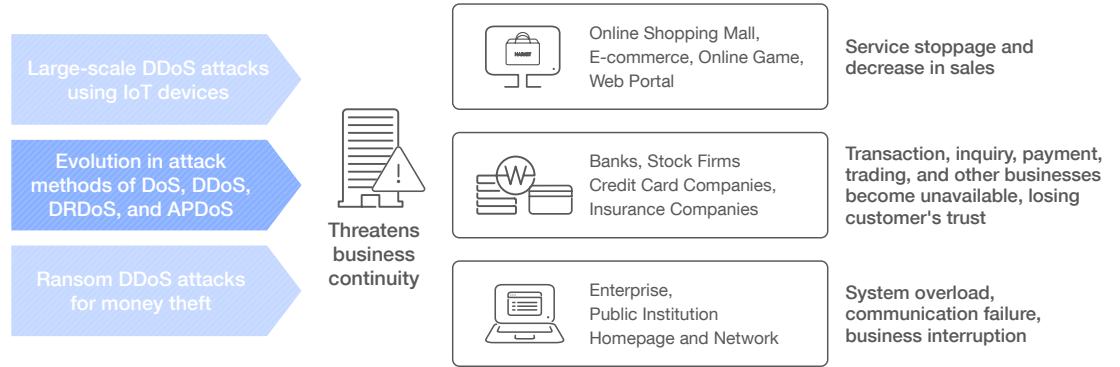 Large-scale DDoS attacks
using IoT devices
Evolution in attack
methods of DoS, DDoS,
DRDoS, and APDoS
Ransom DDoS attacks
for money theft
!
Threatens
business
continuity
MARKET
Online Shopping Mall,
E-commerce, Online Game,
Web Portal
Service stoppage and
decrease in sales
W
Banks, Stock Firms
Credit Card Companies,
Insurance Companies
Transaction, inquiry, payment,
trading, and other businesses
become unavailable, losing
customer's trust
Enterprise,
Public Institution
Homepage and Network
System overload,
communication failure,
business interruption